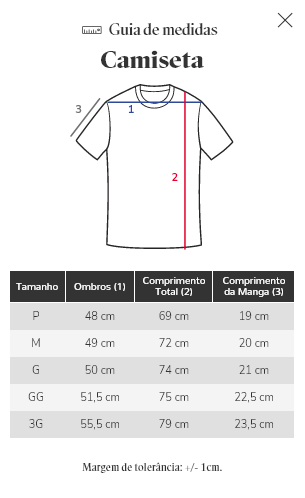 Guia de medidas
Camiseta
3
1
2
Tamanho Ombros (1) Comprimento Total (2) Comprimento da Manga (3)
P 48 cm 69 cm 19 cm
M 49 cm 72 cm 20 cm
G 50 cm 74 cm 21 cm
GG 51,5 cm 75 cm 22,5 cm
3G 55,5 cm 79 cm 23,5 cm
Margem de tolerância: +/- 1cm.